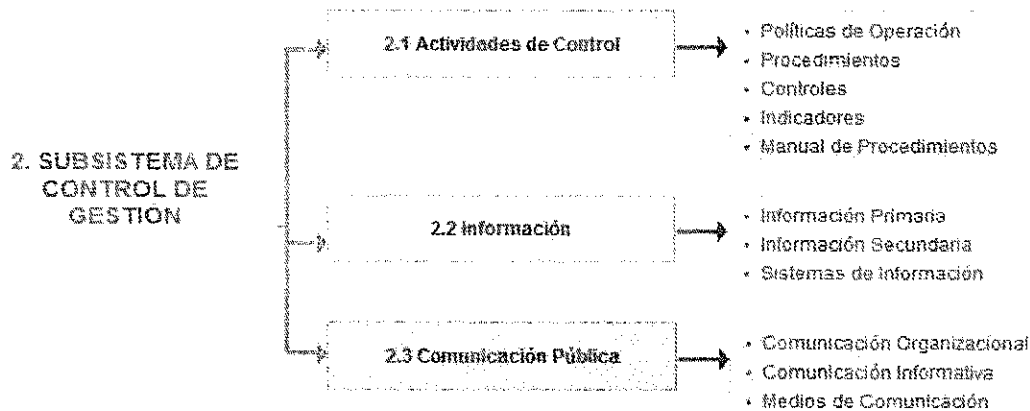 2. SUBSISTEMA DE
CONTROL DE
GESTIÓN
2.1 Actividades de Control
• Políticas de Operación
• Procedimientos
• Controles
• Indicadores
• Manual de Procedimientos
2.2 Información
• Información Primaria
• Información Secundaria
• Sistemas de Información
2.3 Comunicación Pública
• Comunicación Organizacional
• Comunicación Informativa
• Medios de Comunicación